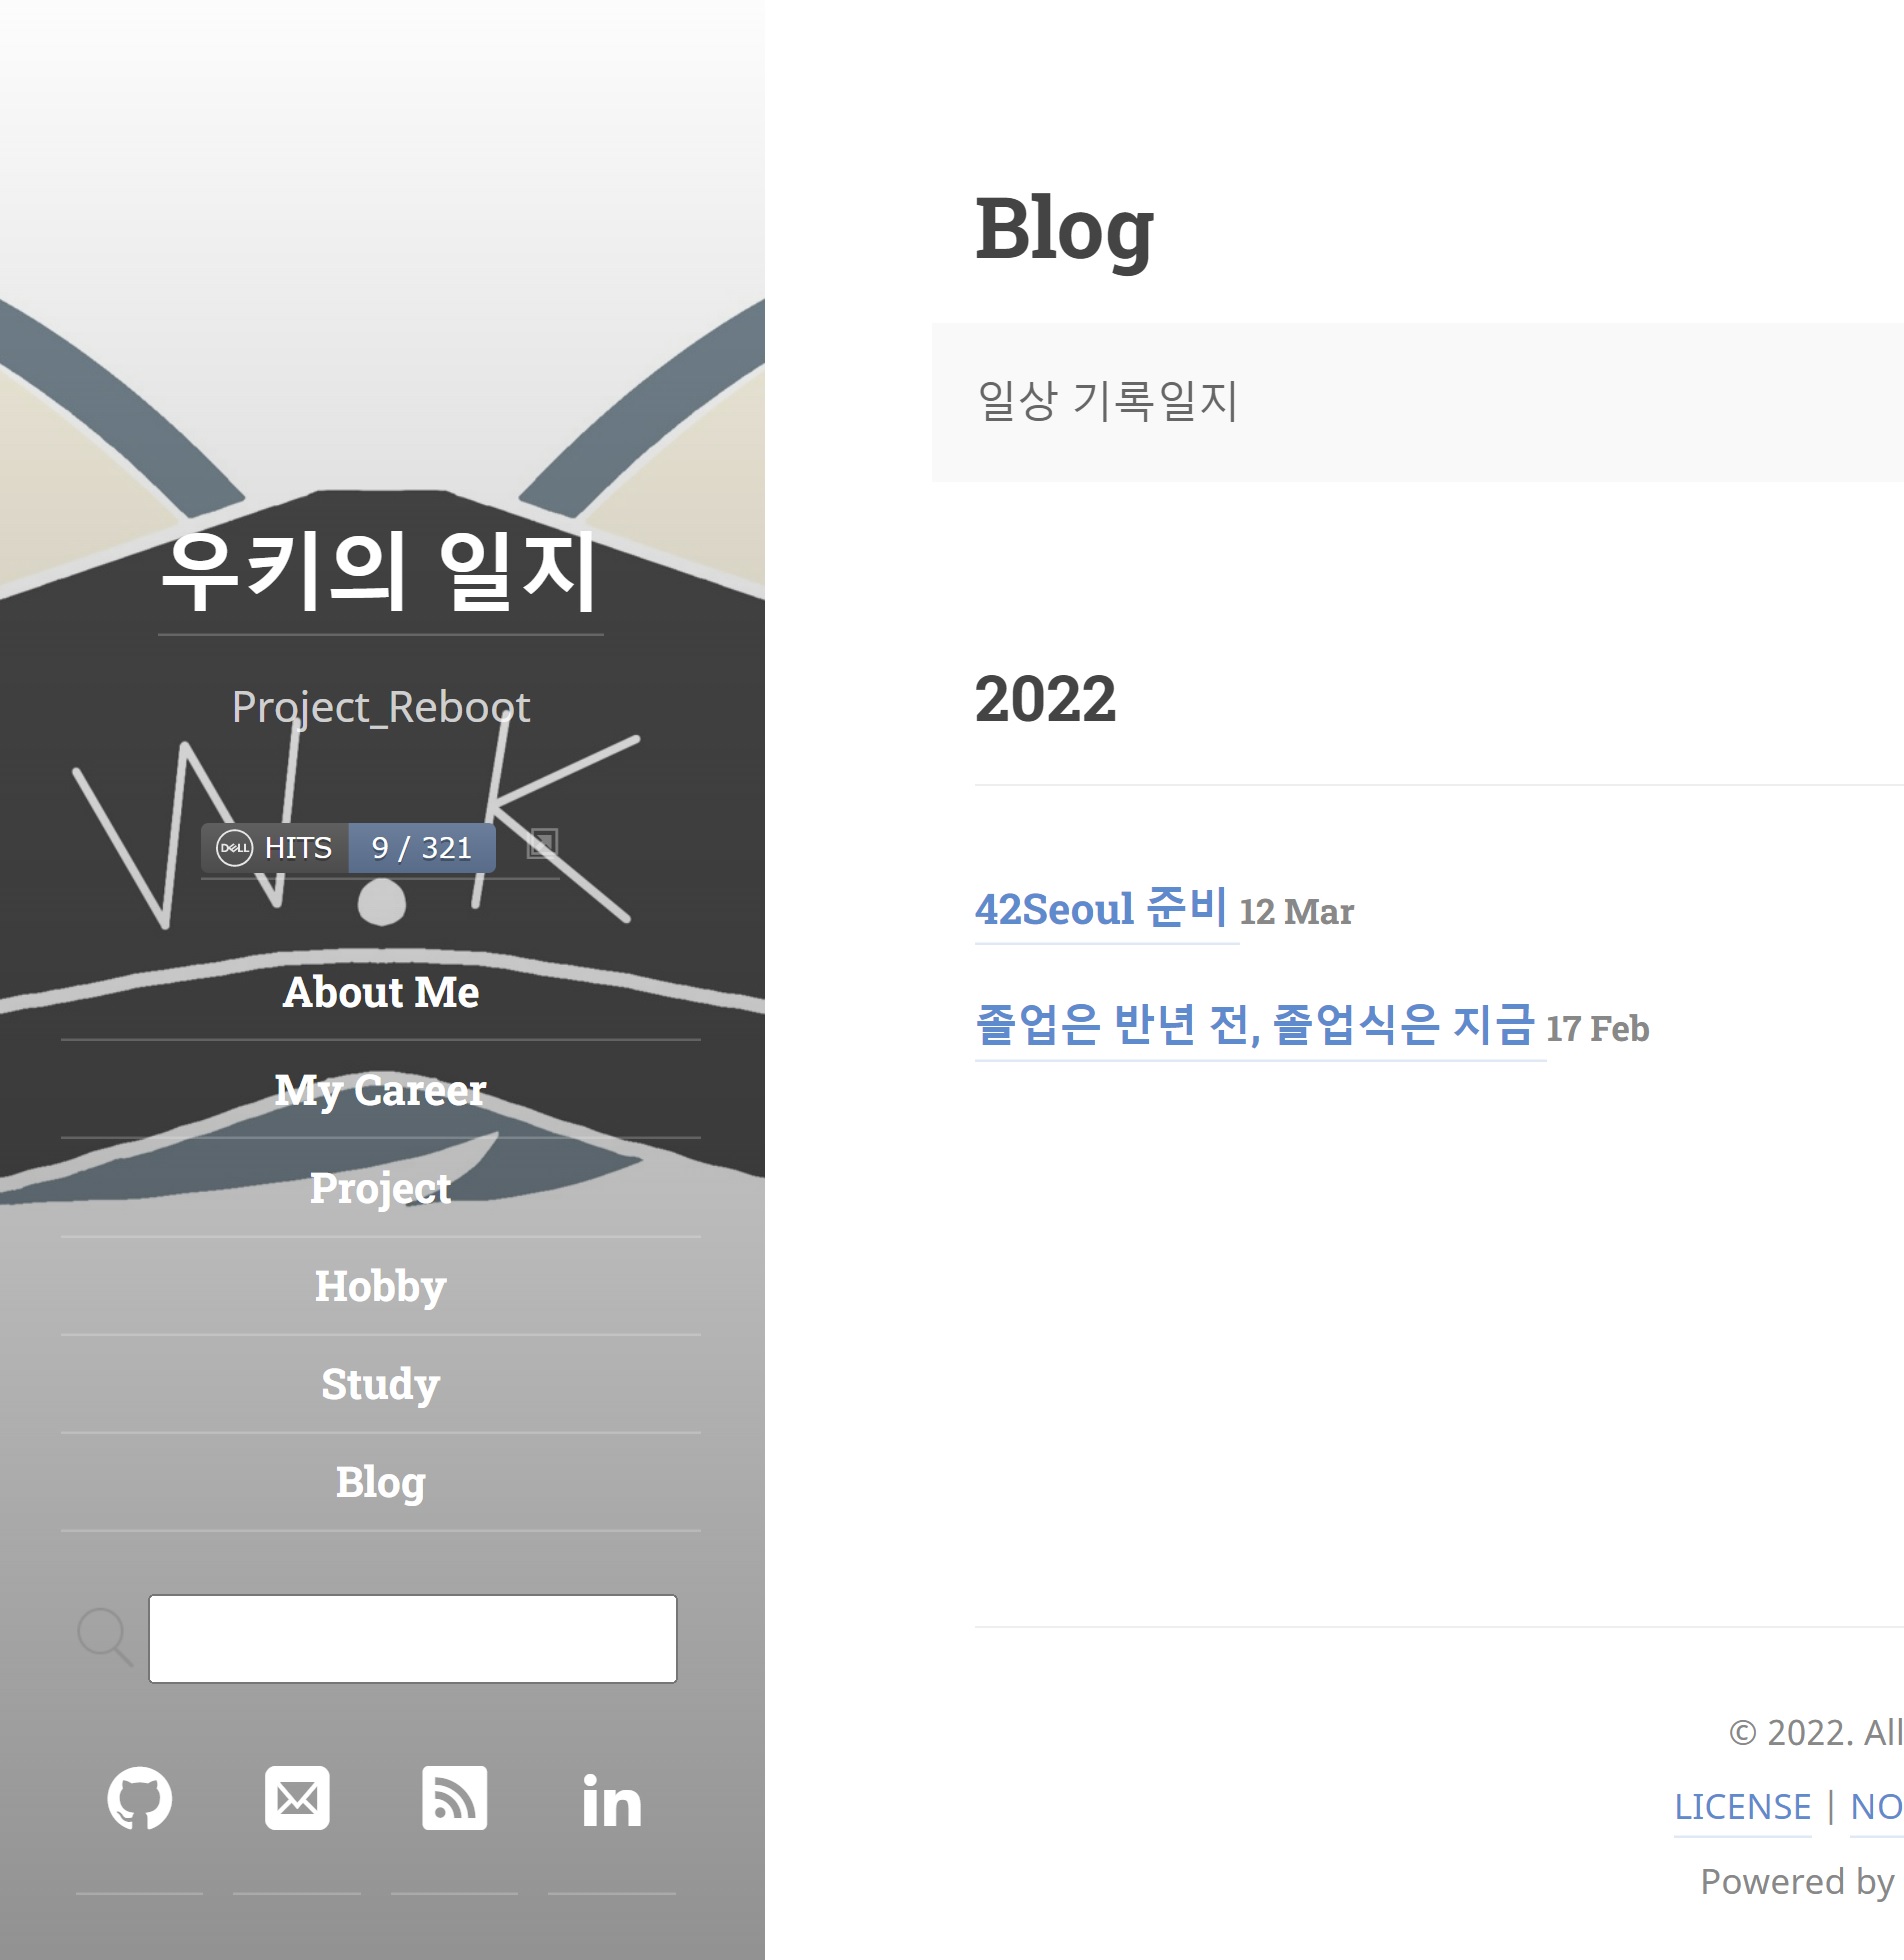 우키의 일지
Project_Reboot
W.K
DELL HITS 9 / 321
About Me
My Career
Project
Hobby
Study
Blog
in
Blog
일상 기록일지
2022
42Seoul 준비 12 Mar
졸업은 반년 전, 졸업식은 지금 17 Feb
© 2022. All
LICENSE | NO
Powered by